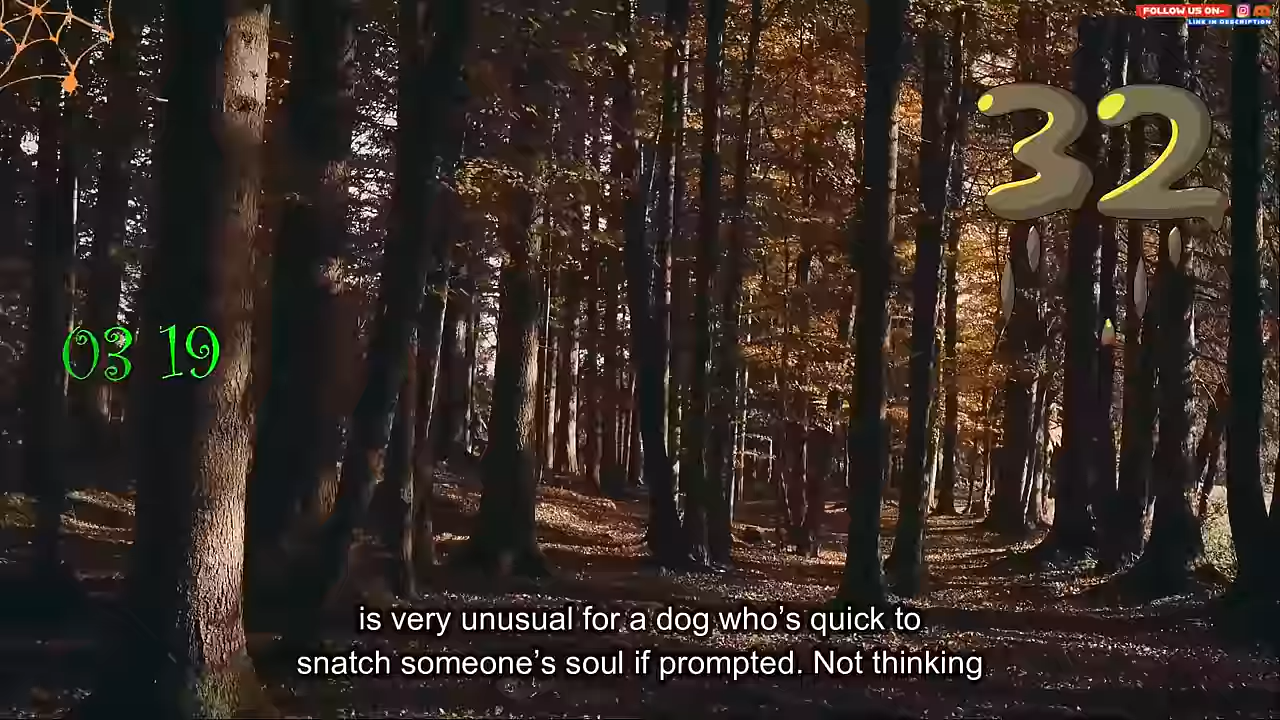 FOLLOW US ON-
LINK IN DESCRIPTION
32
03 19
is very unusual for a dog who’s quick to
snatch someone’s soul if prompted. Not thinking